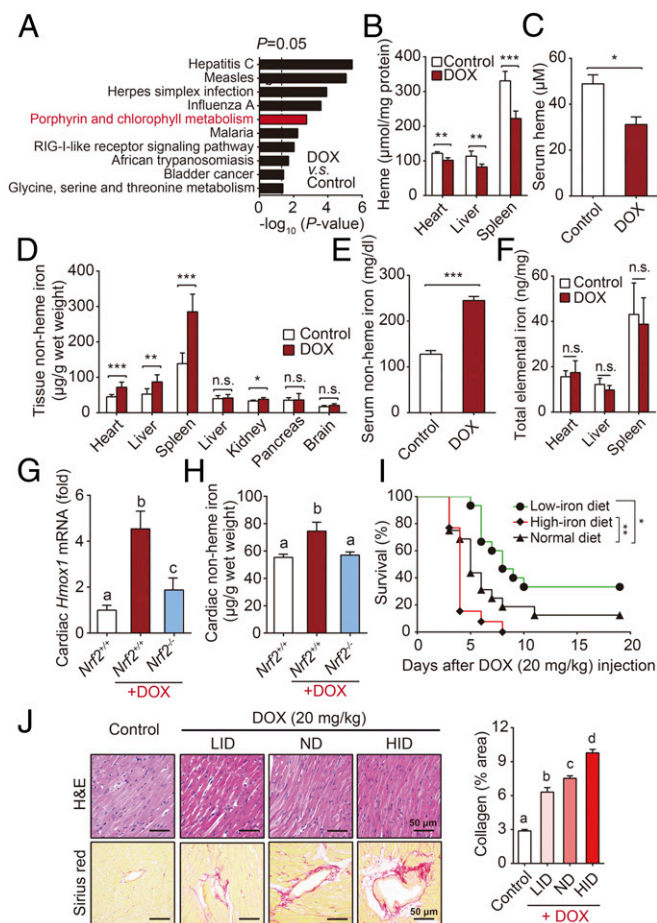 A
P=0.05
Hepatitis C
Measles
Herpes simplex infection
Influenza A
Porphyrin and chlorophyll metabolism
Malaria
RIG-I-like receptor signaling pathway
African trypanosomiasis
Bladder cancer
Glycine, serine and threonine metabolism
DOX
v.s.
Control
0 2 4 6
-log10 (P-value)
B
Control
DOX
Heme (μmol/mg protein)
400
300
200
100
0
**
**
***
Heart
Liver
Spleen
C
Serum heme (μM)
80
60
40
20
0
*
Control
DOX
D
Tissue non-heme iron
(μg/g wet weight)
400
300
200
100
0
Control
DOX
***
**
***
n.s.
*
n.s.
n.s.
Heart
Liver
Spleen
Liver
Kidney
Pancreas
Brain
E
Serum non-heme iron (mg/dl)
300
200
100
0
***
Control
DOX
F
Total elemental iron (ng/mg)
60
40
20
0
Control
DOX
n.s.
n.s.
n.s.
Heart
Liver
Spleen
G
Cardiac Hmox1 mRNA (fold)
6
4
2
0
a
b
c
Nrf2+/+
Nrf2+/+
Nrf2-/-
+DOX
H
Cardiac non-heme iron
(μg/g wet weight)
120
90
60
30
0
a
b
a
Nrf2+/+
Nrf2+/+
Nrf2-/-
+DOX
I
Survival (%)
100
80
60
40
20
0
Low-iron diet
High-iron diet
Normal diet
**
*
0 5 10 15 20
Days after DOX (20 mg/kg) injection
J
DOX (20 mg/kg)
Control
LID
ND
HID
H&E
50 μm
Sirius red
50 μm
Collagen (% area)
12
9
6
3
0
a
b
c
d
Control
LID
ND
HID
+ DOX